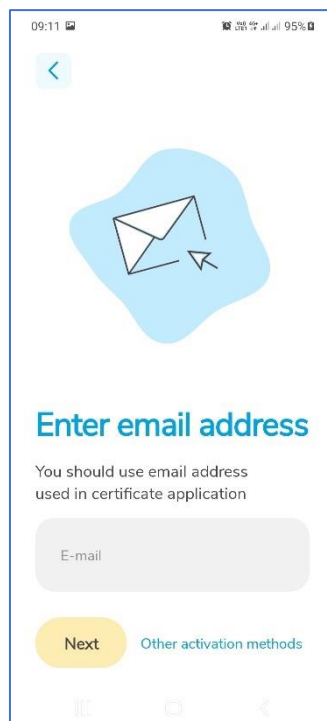 09:11 95%
Enter email address
You should use email address
used in certificate application
E-mail
Next Other activation methods